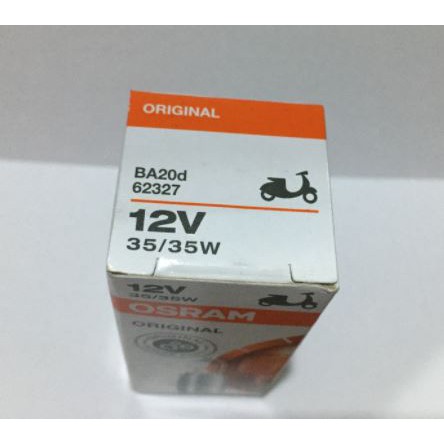 ORIGINAL
BA20d
62327
12V
35/35W
12V
35/35W
OSRAM
ORIGINAL